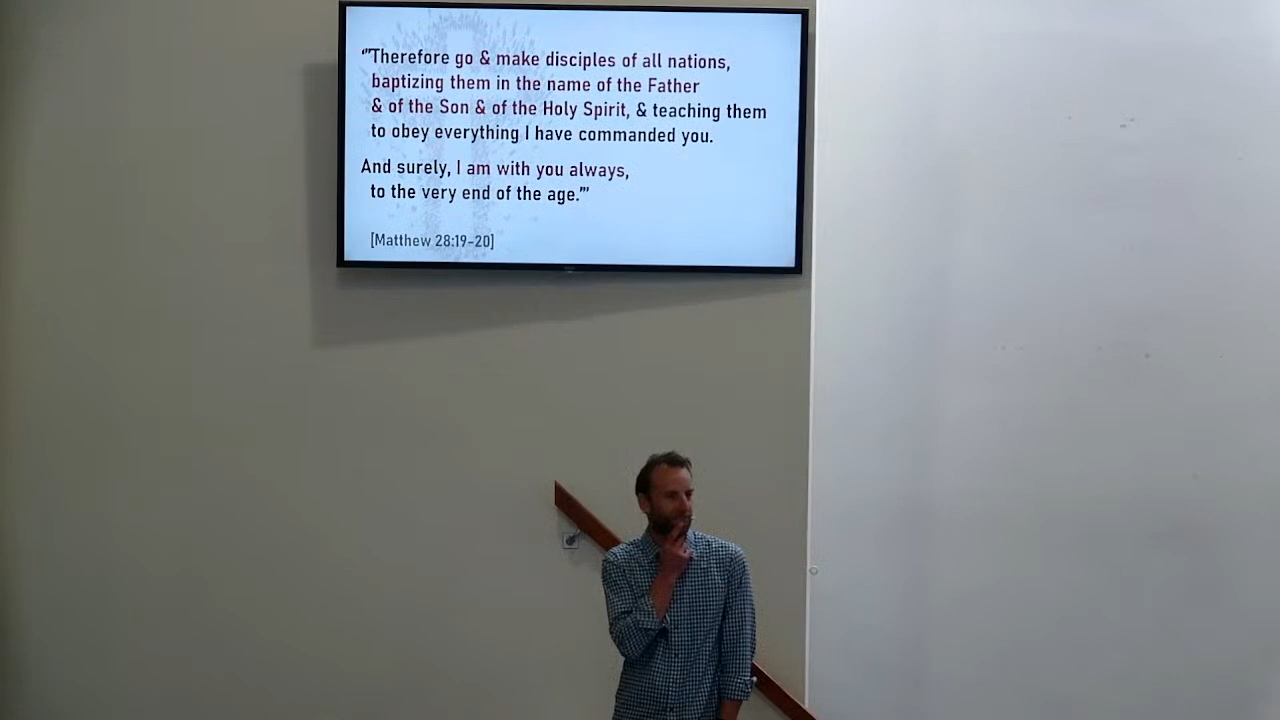 ‘“Therefore go & make disciples of all nations,
baptizing them in the name of the Father
& of the Son & of the Holy Spirit, & teaching them
to obey everything I have commanded you.
And surely, I am with you always,
to the very end of the age.”’
[Matthew 28:19-20]